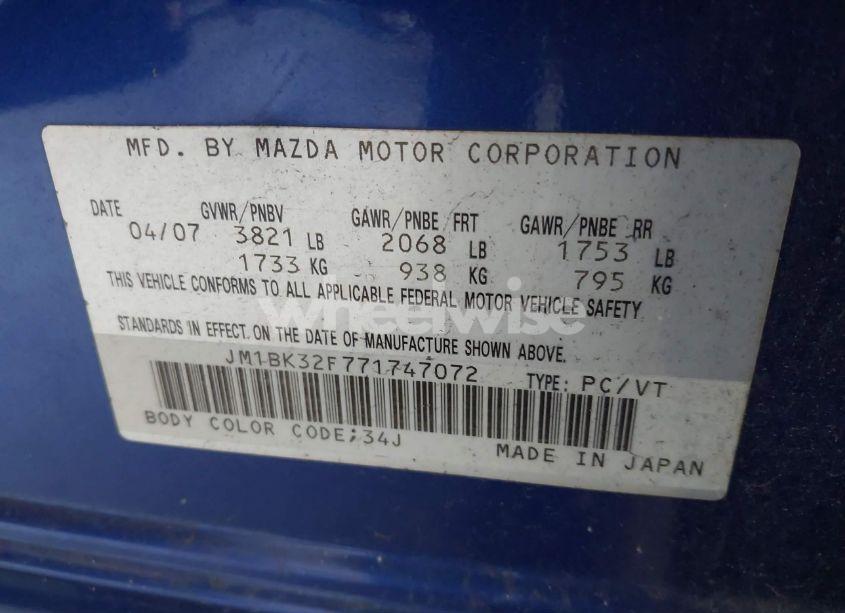 MFD. BY MAZDA MOTOR CORPORATION
DATE GVWR/PNBV GAWR/PNBE FRT GAWR/PNBE RR
04/07 3821 LB 2068 LB 1753 LB
1733 KG 938 KG 795 KG
THIS VEHICLE CONFORMS TO ALL APPLICABLE FEDERAL MOTOR VEHICLE SAFETY
wheelwise
STANDARDS IN EFFECT ON THE DATE OF MANUFACTURE SHOWN ABOVE.
JM1BK32F771747072 TYPE: PC/VT
BODY COLOR CODE;34J
MADE IN JAPAN